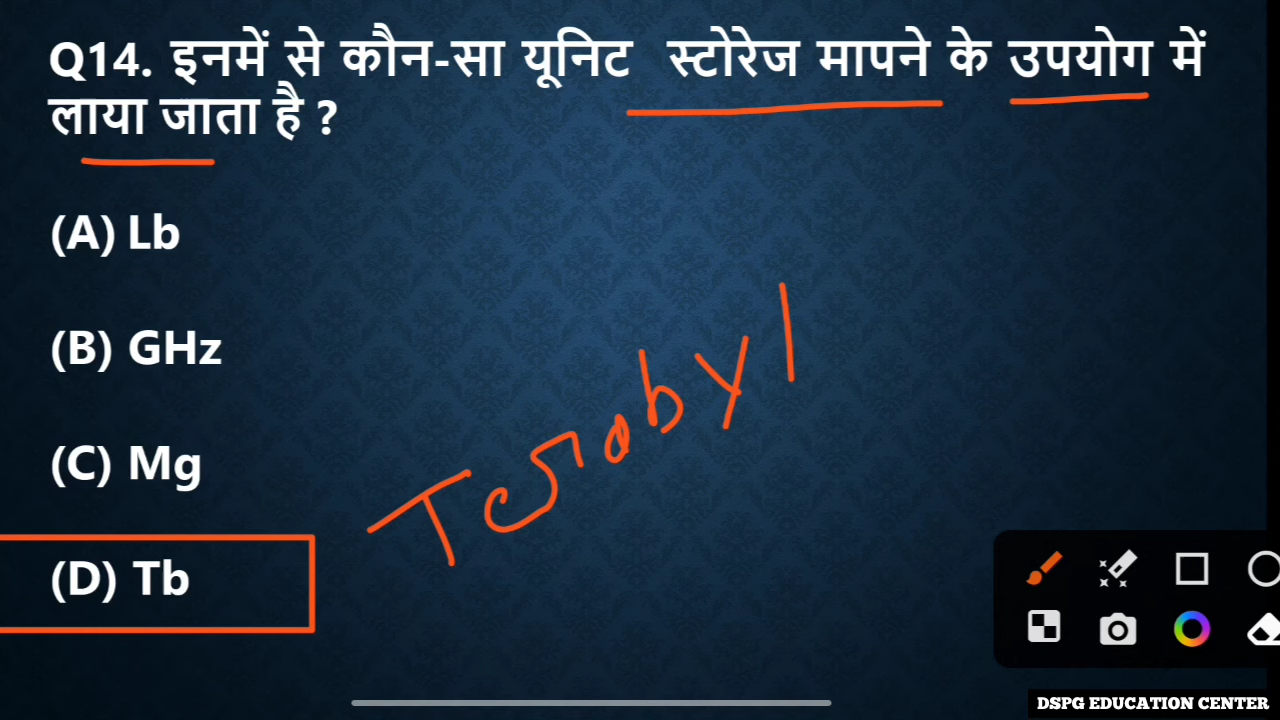 Q14. इनमें से कौन-सा यूनिट स्टोरेज मापने के उपयोग में
लाया जाता है ?
(A) Lb
(B) GHz
(C) Mg
(D) Tb
Terabyl
DSPG EDUCATION CENTER